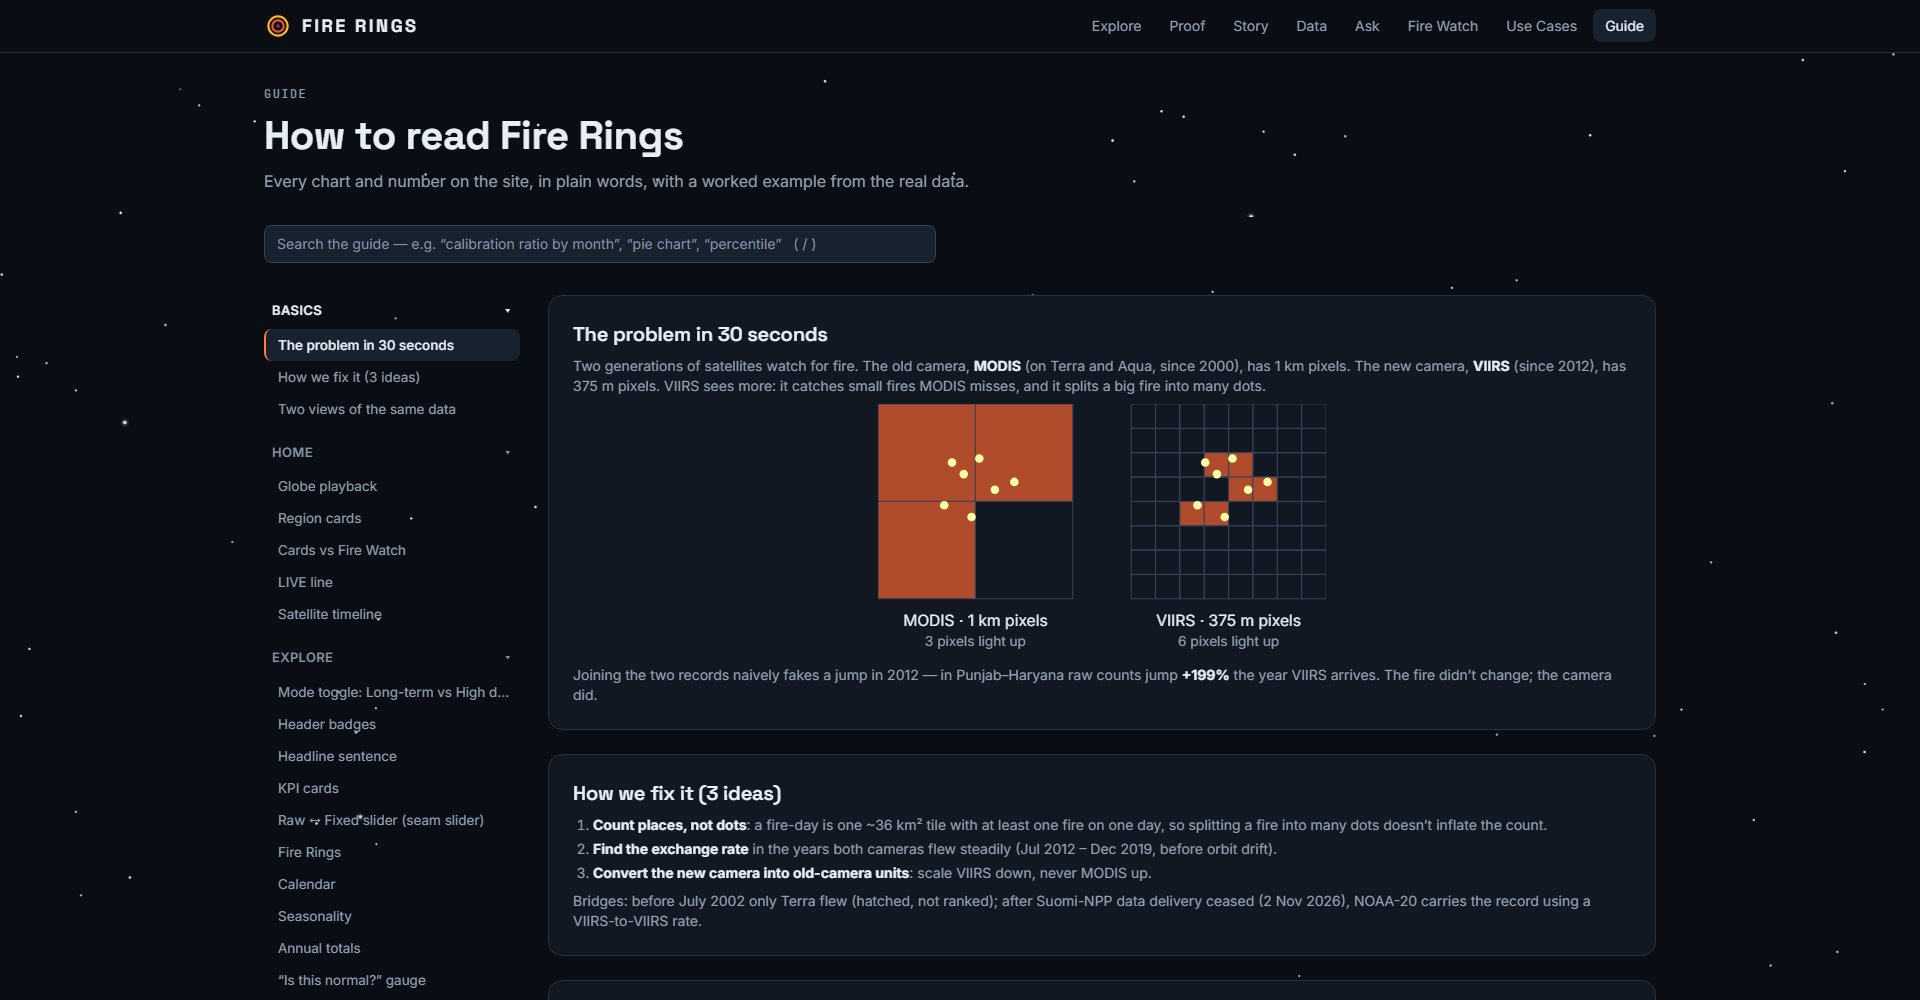 FIRE RINGS
Explore
Proof
Story
Data
Ask
Fire Watch
Use Cases
Guide
GUIDE
How to read Fire Rings
Every chart and number on the site, in plain words, with a worked example from the real data.
Search the guide — e.g. “calibration ratio by month”, “pie chart”, “percentile” ( / )
BASICS
The problem in 30 seconds
How we fix it (3 ideas)
Two views of the same data
HOME
Globe playback
Region cards
Cards vs Fire Watch
LIVE line
Satellite timeline
EXPLORE
Mode toggle: Long-term vs High d...
Header badges
Headline sentence
KPI cards
Raw ↔ Fixed slider (seam slider)
Fire Rings
Calendar
Seasonality
Annual totals
“Is this normal?” gauge
The problem in 30 seconds
Two generations of satellites watch for fire. The old camera, MODIS (on Terra and Aqua, since 2000), has 1 km pixels. The new camera, VIIRS (since 2012), has
375 m pixels. VIIRS sees more: it catches small fires MODIS misses, and it splits a big fire into many dots.
MODIS · 1 km pixels
3 pixels light up
VIIRS · 375 m pixels
6 pixels light up
Joining the two records naively fakes a jump in 2012 — in Punjab–Haryana raw counts jump +199% the year VIIRS arrives. The fire didn’t change; the camera
did.
How we fix it (3 ideas)
1. Count places, not dots: a fire-day is one ~36 km² tile with at least one fire on one day, so splitting a fire into many dots doesn’t inflate the count.
2. Find the exchange rate in the years both cameras flew steadily (Jul 2012 – Dec 2019, before orbit drift).
3. Convert the new camera into old-camera units: scale VIIRS down, never MODIS up.
Bridges: before July 2002 only Terra flew (hatched, not ranked); after Suomi-NPP data delivery ceased (2 Nov 2026), NOAA-20 carries the record using a
VIIRS-to-VIIRS rate.